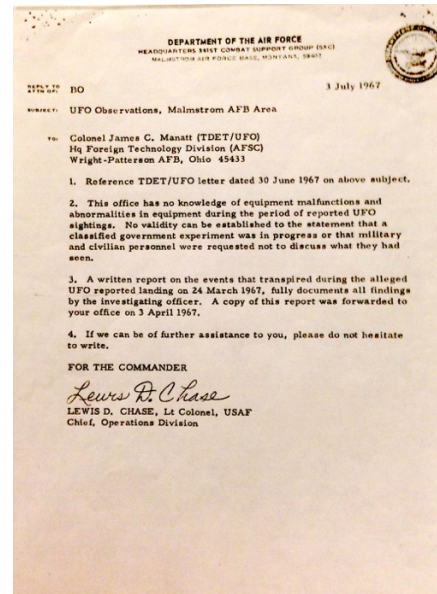 DEPARTMENT OF THE AIR FORCE
HEADQUARTERS 341ST COMBAT SUPPORT GROUP (SAC)
MALMSTROM AIR FORCE BASE, MONTANA, 59402
REPLY TO
ATTN OF: BO
3 July 1967
SUBJECT: UFO Observations, Malmstrom AFB Area
TO: Colonel James C. Manatt (TDET/UFO)
Hq Foreign Technology Division (AFSC)
Wright-Patterson AFB, Ohio 45433
1. Reference TDET/UFO letter dated 30 June 1967 on above subject.
2. This office has no knowledge of equipment malfunctions and
abnormalities in equipment during the period of reported UFO
sightings. No validity can be established to the statement that a
classified government experiment was in progress or that military
and civilian personnel were requested not to discuss what they had
seen.
3. A written report on the events that transpired during the alleged
UFO reported landing on 24 March 1967, fully documents all findings
by the investigating officer. A copy of this report was forwarded to
your office on 3 April 1967.
4. If we can be of further assistance to you, please do not hesitate
to write.
FOR THE COMMANDER
Lewis D. Chase
LEWIS D. CHASE, Lt Colonel, USAF
Chief, Operations Division